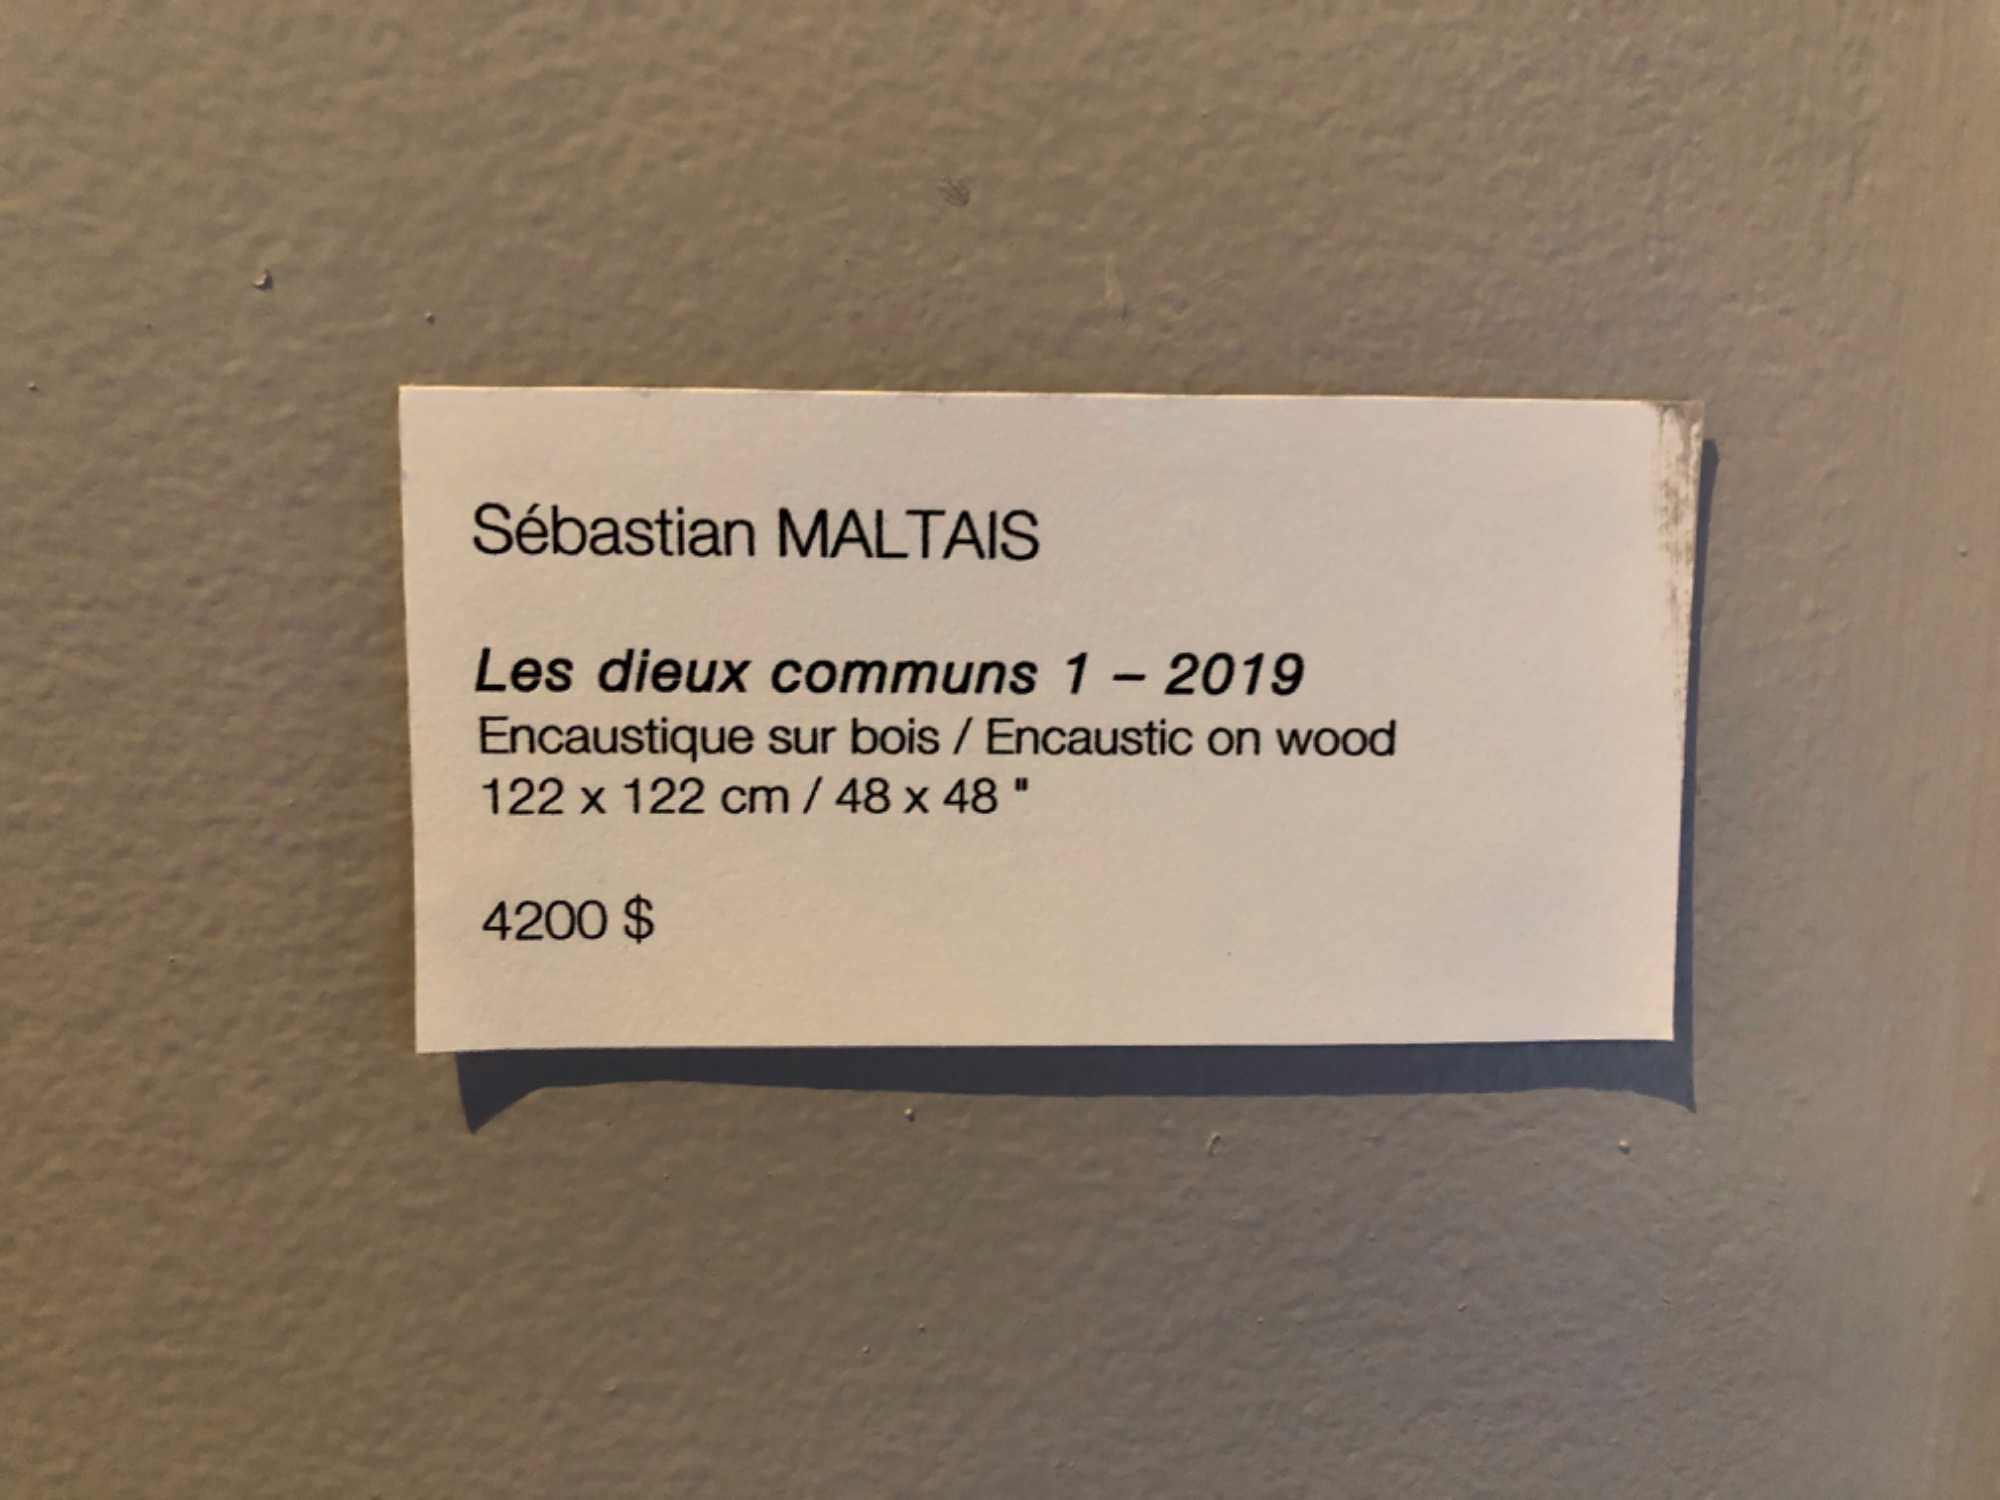 Sébastian MALTAIS
Les dieux communs 1 – 2019
Encaustique sur bois / Encaustic on wood
122 x 122 cm / 48 x 48 "
4200 $